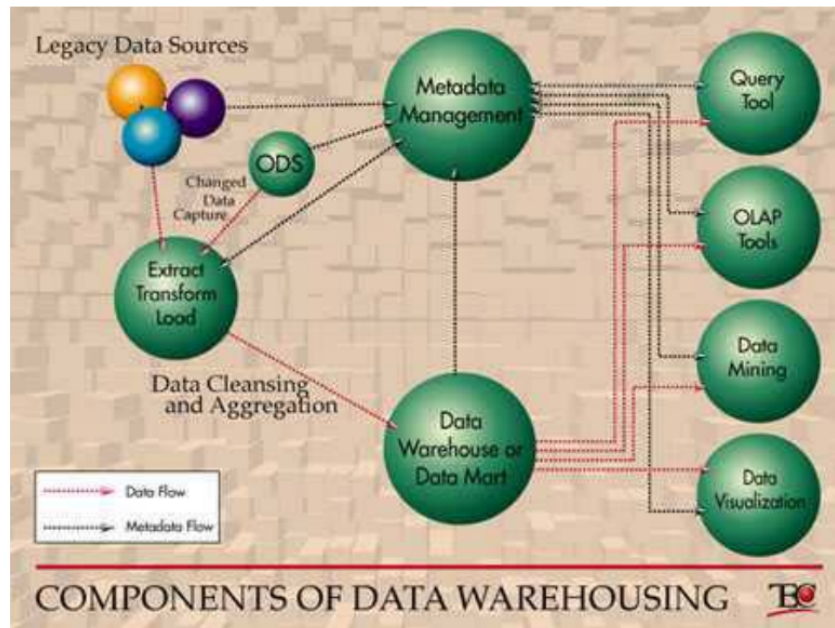 Legacy Data Sources
Metadata
Management
Query
Tool
ODS
Changed
Data
Capture
OLAP
Tools
Extract
Transform
Load
Data
Mining
Data Cleansing
and Aggregation
Data
Warehouse or
Data Mart
Data
Visualization
Data Flow
Metadata Flow
COMPONENTS OF DATA WAREHOUSING
TEC